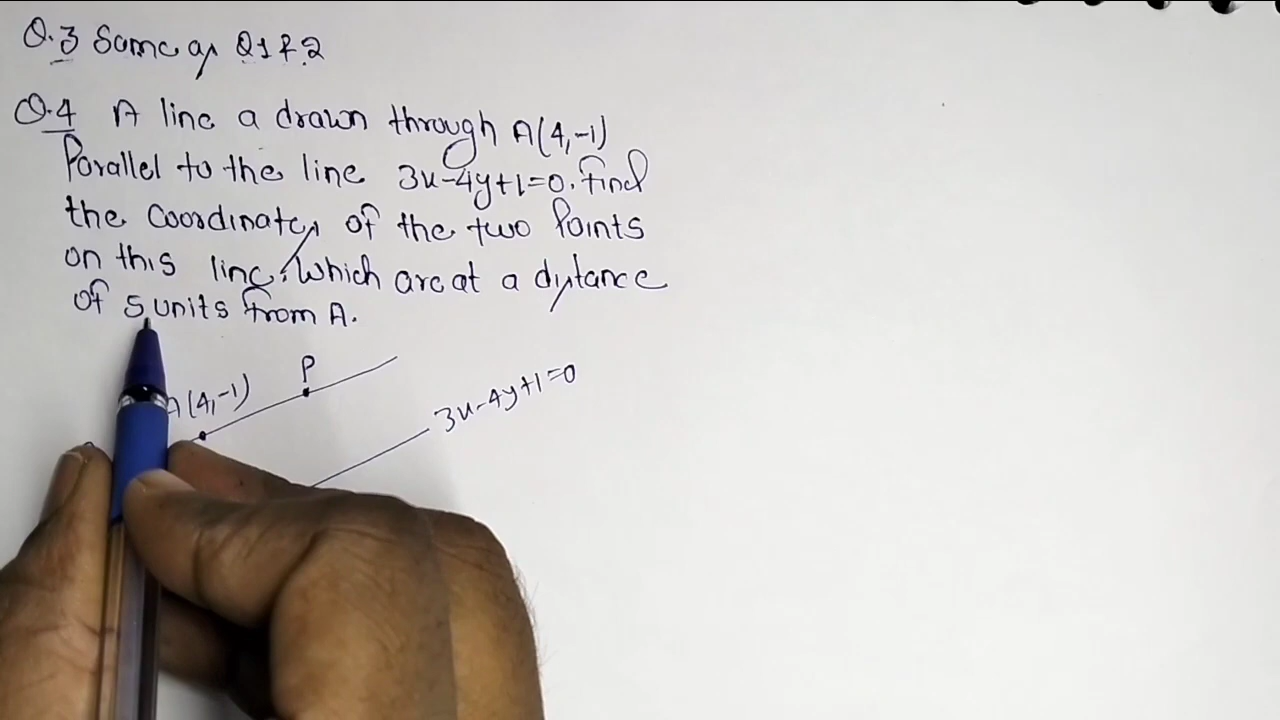 Q.3 Same as Q1 & 2
Q.4 A line a drawn through A(4,-1)
Parallel to the line 3x-4y+1=0. find
the Coordinates of the two Points
on this line, which are at a distance
of 5 units from A.
P
A(4,-1)
3x-4y+1=0